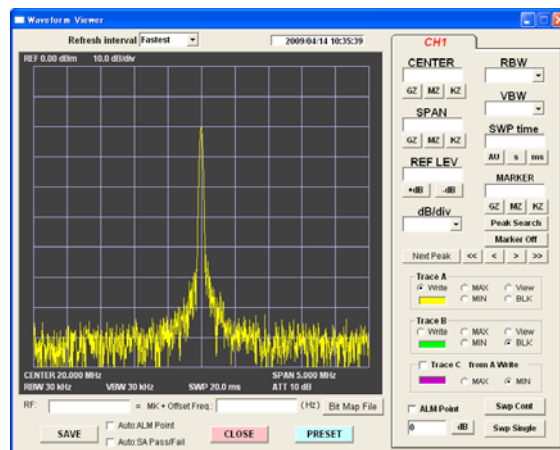 Waveform Viewer
Refresh interval Fastest 2009/04/14 10:35:39
REF 0.00 dBm 10.0 dB/div
CENTER 20.000 MHz SPAN 5.000 MHz
RBW 30 kHz VBW 30 kHz SWP 20.0 ms ATT 10 dB
RF: = MK + Offset Freq.: (Hz) Bit Map File
SAVE
Auto:ALM Point
Auto:SA Pass/Fail
CLOSE
PRESET
CH1
CENTER
GZ MZ KZ
SPAN
GZ MZ KZ
REF LEV
+dB -dB
dB/div
RBW
VBW
SWP time
AU s ms
MARKER
GZ MZ KZ
Peak Search
Marker Off
Next Peak << < > >>
Trace A
Write MAX View
MIN BLK
Trace B
Write MAX View
MIN BLK
Trace C from A Write
MAX MIN
ALM Point Swp Cont
0 dB Swp Single